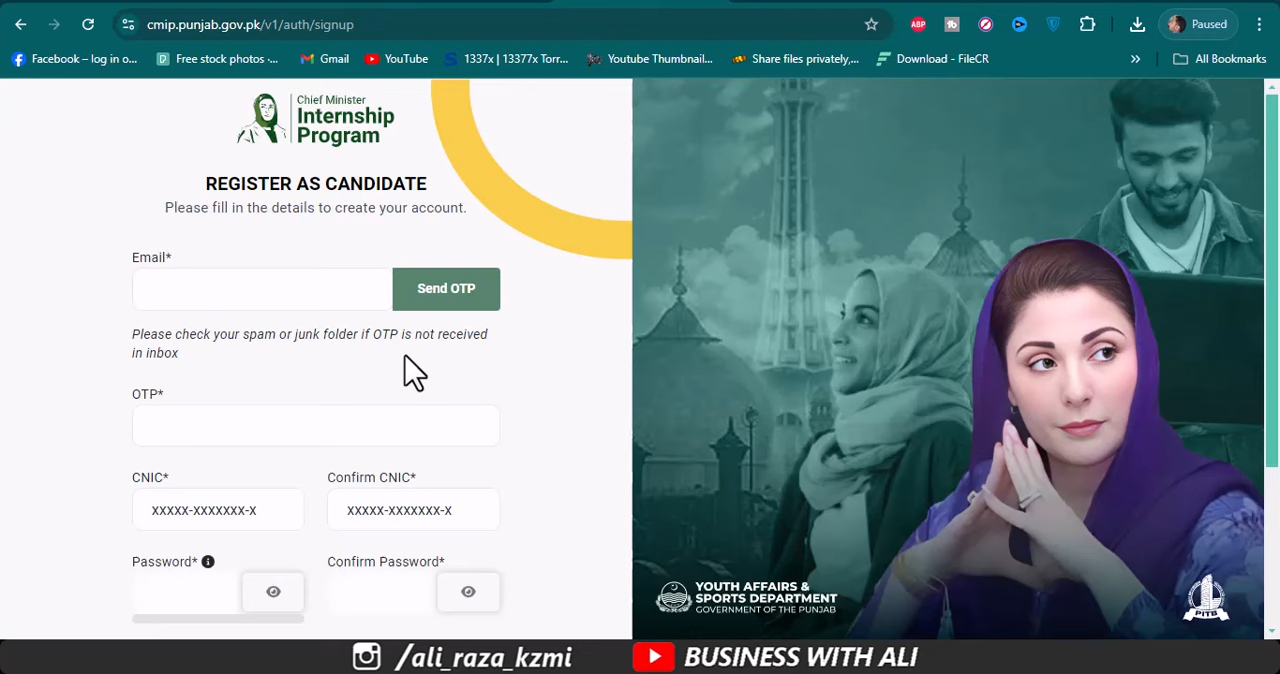 cmip.punjab.gov.pk/v1/auth/signup
ABP
Paused
Facebook – log in o...
Free stock photos ·...
Gmail
YouTube
1337x | 13377x Torr...
Youtube Thumbnail...
Share files privately,...
Download - FileCR
»
All Bookmarks
Chief Minister
Internship
Program
REGISTER AS CANDIDATE
Please fill in the details to create your account.
Email*
Send OTP
Please check your spam or junk folder if OTP is not received
in inbox
OTP*
CNIC*
Confirm CNIC*
xxxxx-xxxxxxx-x
xxxxx-xxxxxxx-x
Password*
Confirm Password*
YOUTH AFFAIRS &
SPORTS DEPARTMENT
GOVERNMENT OF THE PUNJAB
PITB
/ali_raza_kzmi
BUSINESS WITH ALI